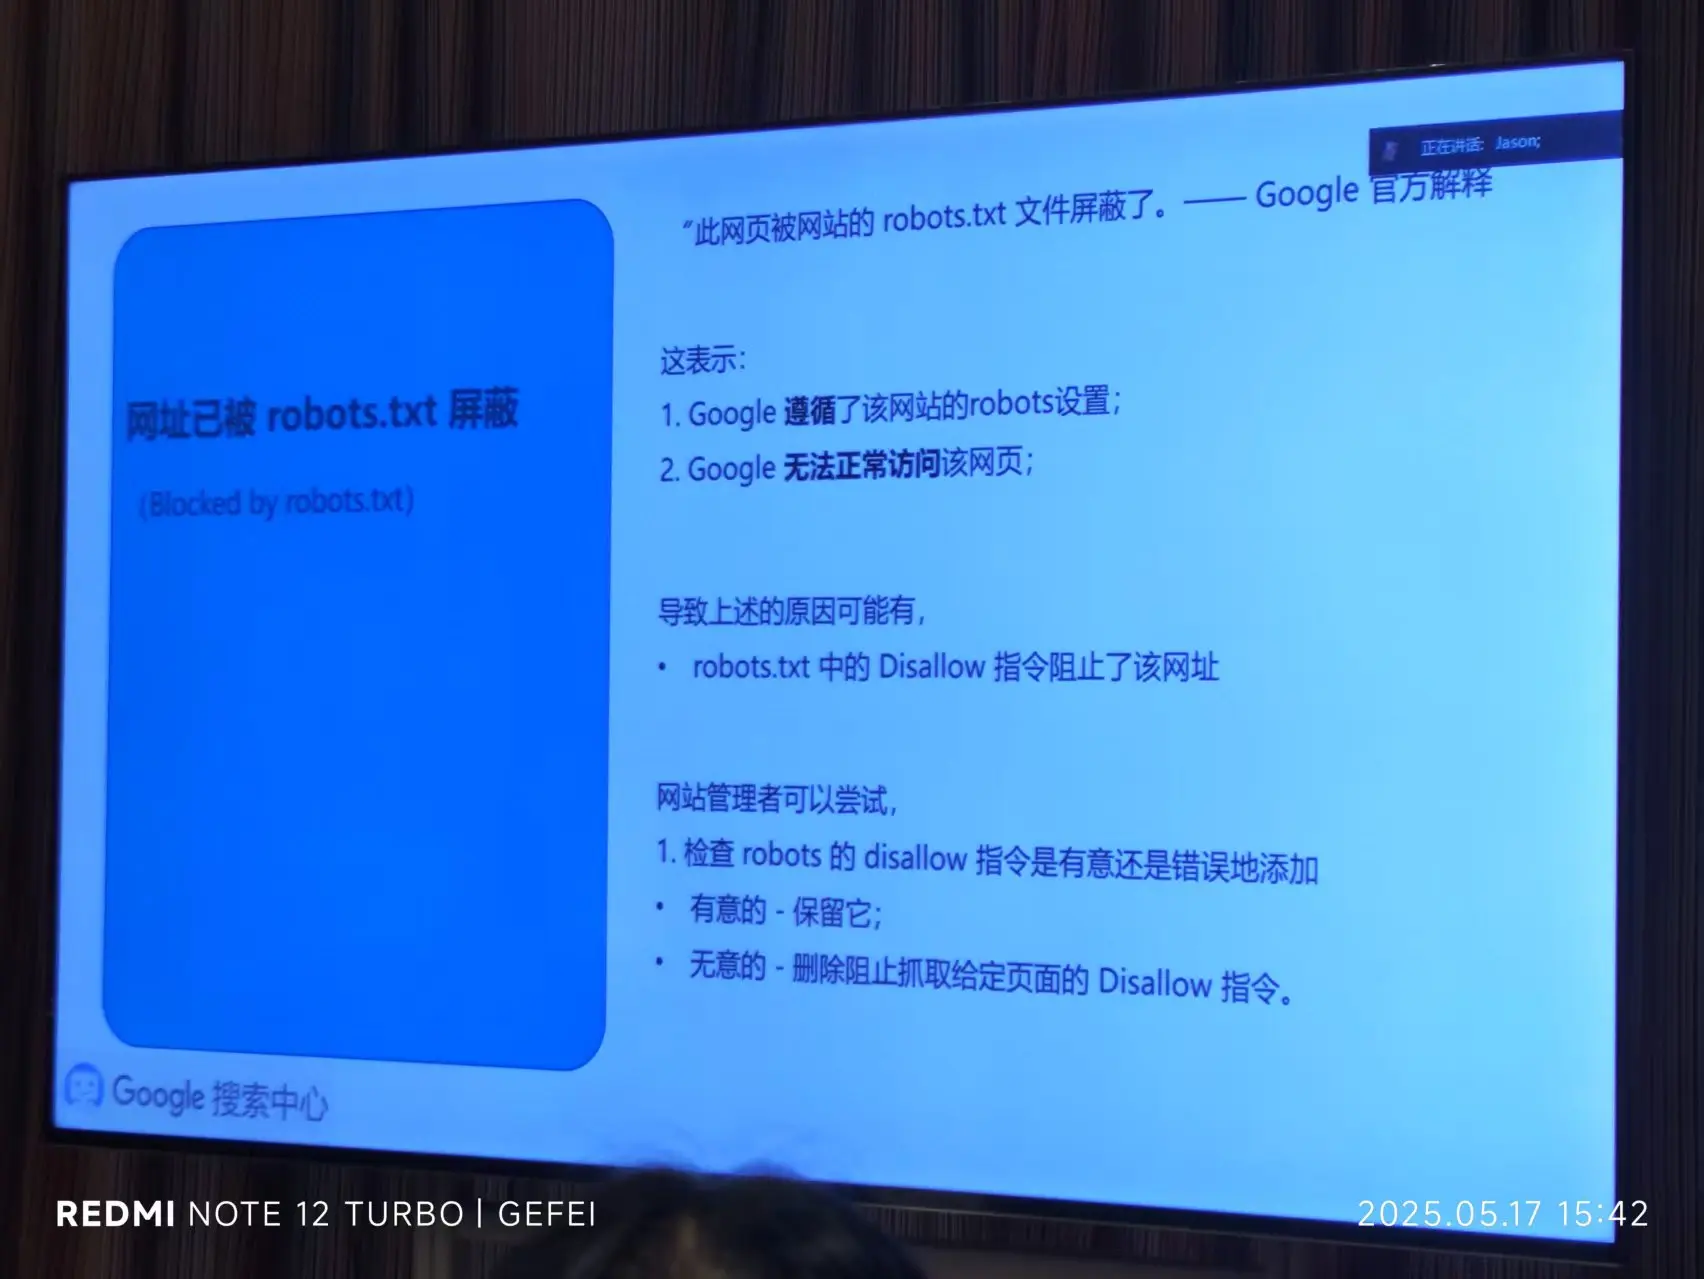 正在讲话: Jason;
“此网页被网站的 robots.txt 文件屏蔽了。—— Google 官方解释
网址已被 robots.txt 屏蔽
(Blocked by robots.txt)
这表示:
1. Google 遵循了该网站的robots设置;
2. Google 无法正常访问该网页;
导致上述的原因可能有,
• robots.txt 中的 Disallow 指令阻止了该网址
网站管理者可以尝试,
1. 检查 robots 的 disallow 指令是有意还是错误地添加
• 有意的 - 保留它;
• 无意的 - 删除阻止抓取给定页面的 Disallow 指令。
Google 搜索中心
REDMI NOTE 12 TURBO | GEFEI
2025.05.17 15:42